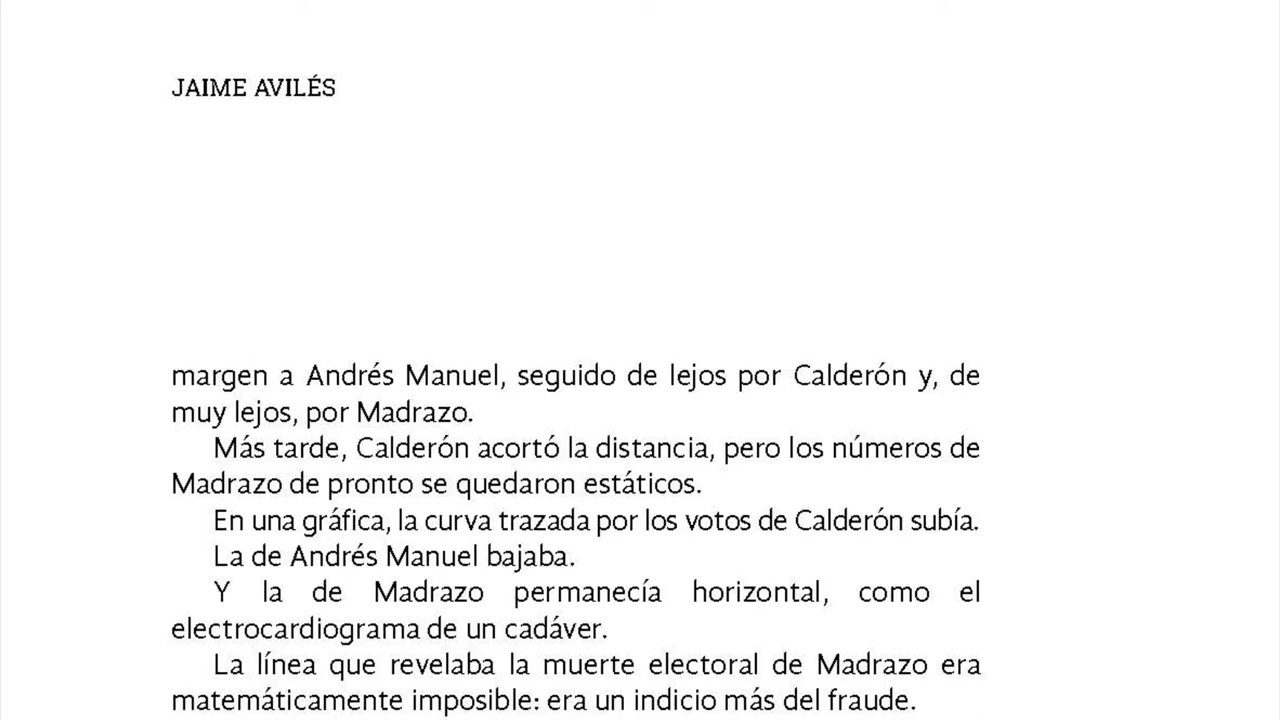 JAIME AVILÉS
margen a Andrés Manuel, seguido de lejos por Calderón y, de
muy lejos, por Madrazo.
Más tarde, Calderón acortó la distancia, pero los números de
Madrazo de pronto se quedaron estáticos.
En una gráfica, la curva trazada por los votos de Calderón subía.
La de Andrés Manuel bajaba.
Y la de Madrazo permanecía horizontal, como el
electrocardiograma de un cadáver.
La línea que revelaba la muerte electoral de Madrazo era
matemáticamente imposible: era un indicio más del fraude.